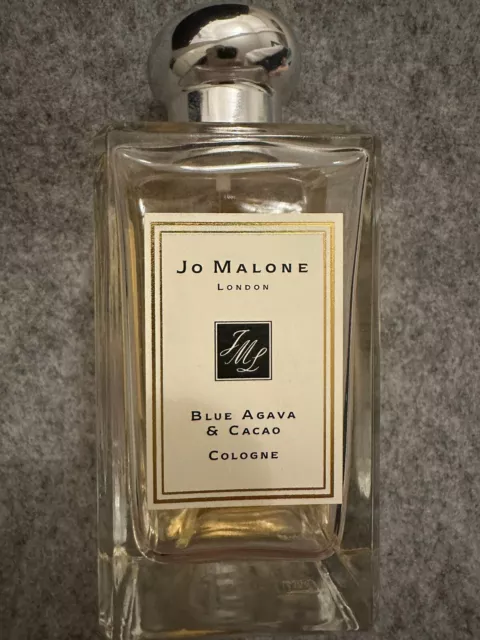 Jo Malone
London
JML
Blue Agava
& Cacao
Cologne